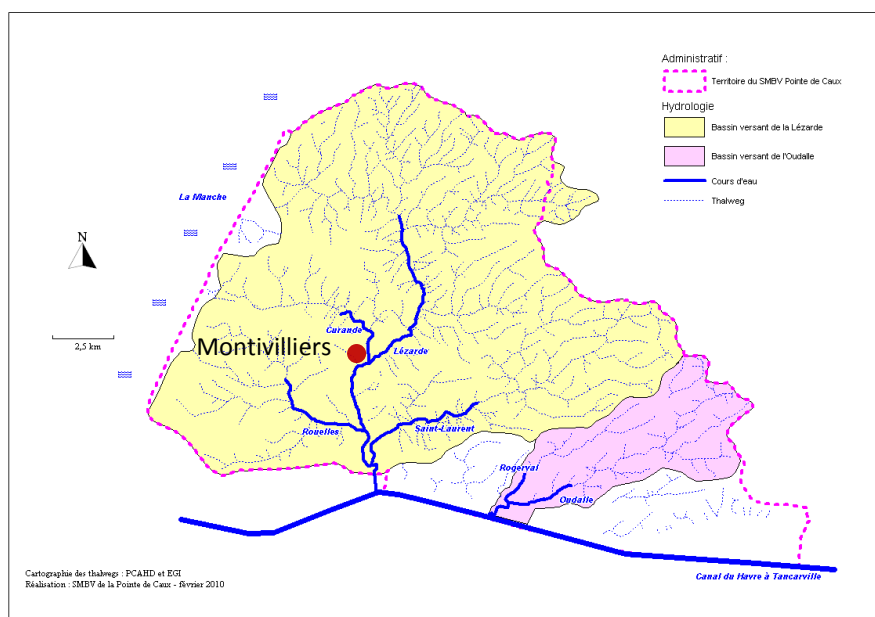 Administratif :
Territoire du SMBV Pointe de Caux
Hydrologie
Bassin versant de la Lézarde
Bassin versant de l'Oudalle
Cours d'eau
Thalweg
La Manche
N
2,5 km
Curande
Montivilliers
Lézarde
Rouelles
Saint-Laurent
Rogerval
Oudalle
Canal du Havre à Tancarville
Cartographie des thalwegs : PCAHD et EGI
Réalisation : SMBV de la Pointe de Caux - février 2010